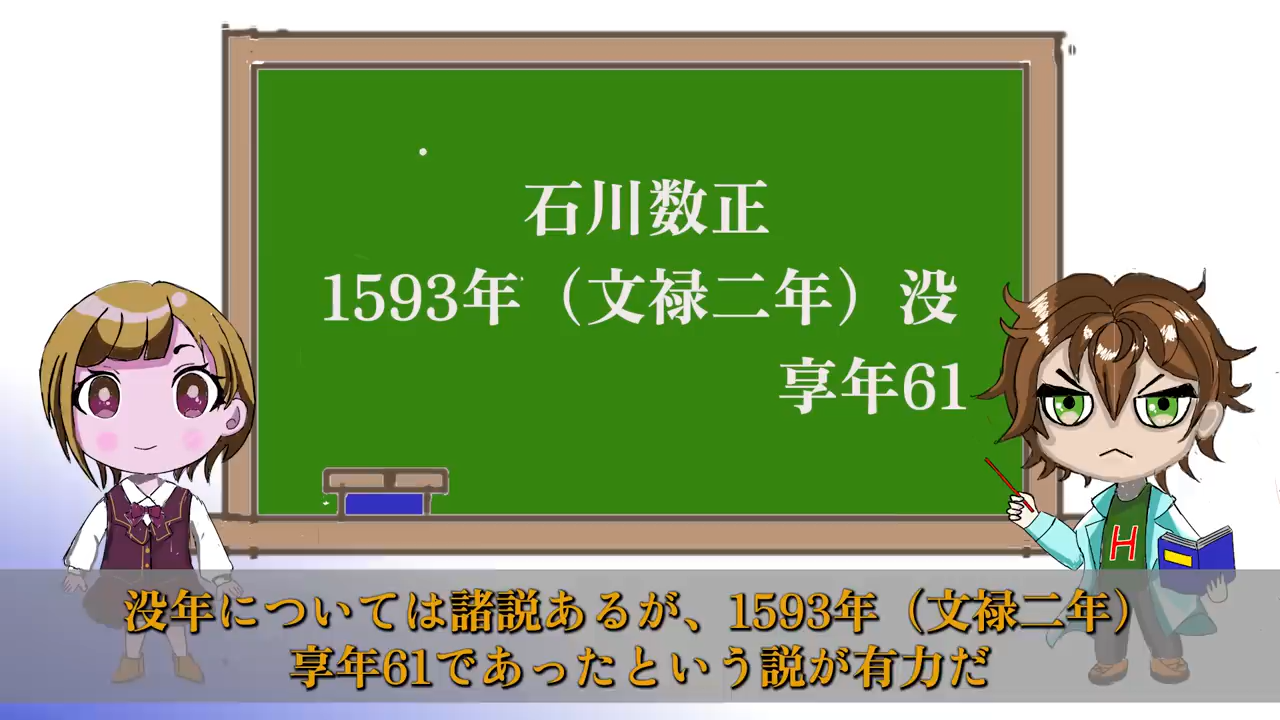 石川数正
1593年（文禄二年）没
享年61
H
没年については諸説あるが、1593年（文禄二年）
享年61であったという説が有力だ